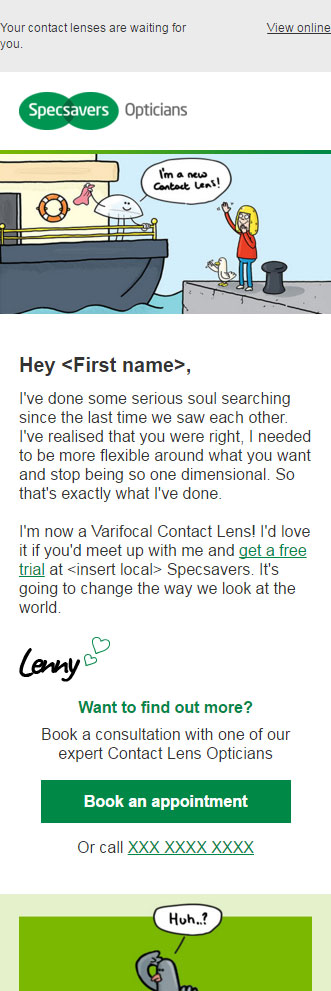 Your contact lenses are waiting for
you.
View online
Specsavers Opticians
I'm a new
Contact Lens!
Hey <First name>,
I've done some serious soul searching
since the last time we saw each other.
I've realised that you were right, I needed
to be more flexible around what you want
and stop being so one dimensional. So
that's exactly what I've done.
I'm now a Varifocal Contact Lens! I'd love
it if you'd meet up with me and get a free
trial at <insert local> Specsavers. It's
going to change the way we look at the
world.
Lenny
Want to find out more?
Book a consultation with one of our
expert Contact Lens Opticians
Book an appointment
Or call XXX XXXX XXXX
Huh..?